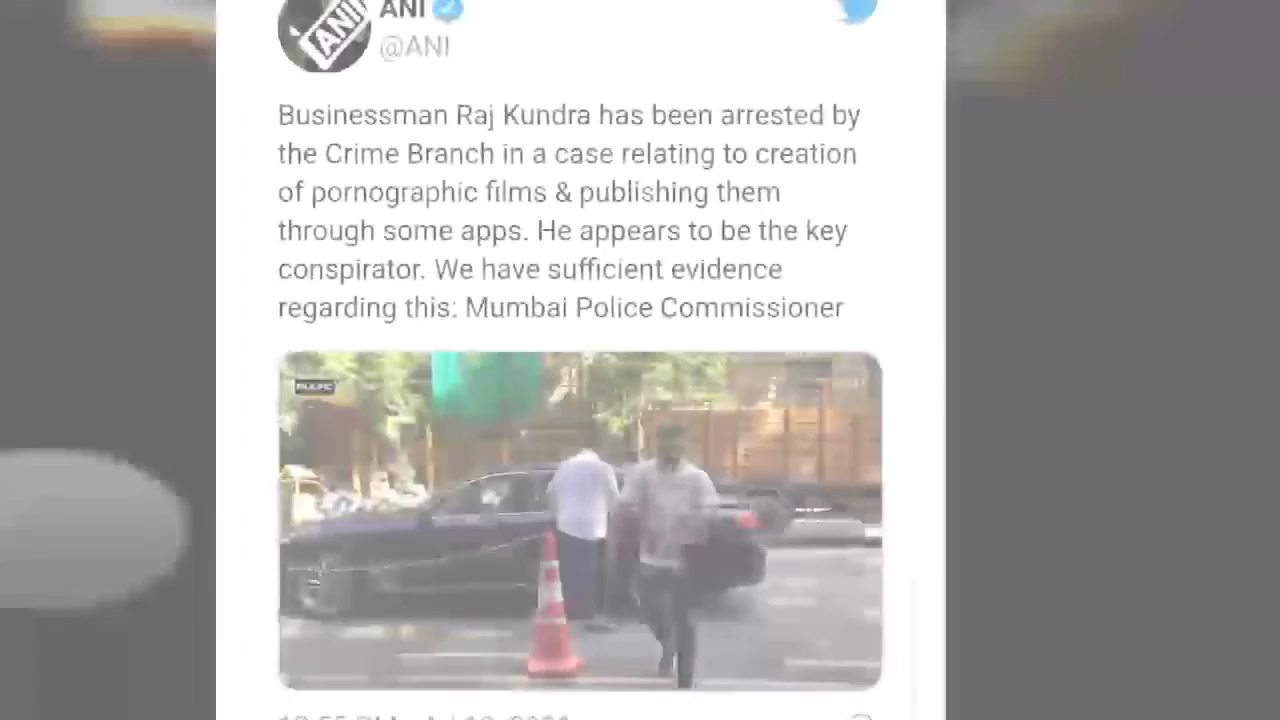 ANI
@ANI
Businessman Raj Kundra has been arrested by
the Crime Branch in a case relating to creation
of pornographic films & publishing them
through some apps. He appears to be the key
conspirator. We have sufficient evidence
regarding this: Mumbai Police Commissioner